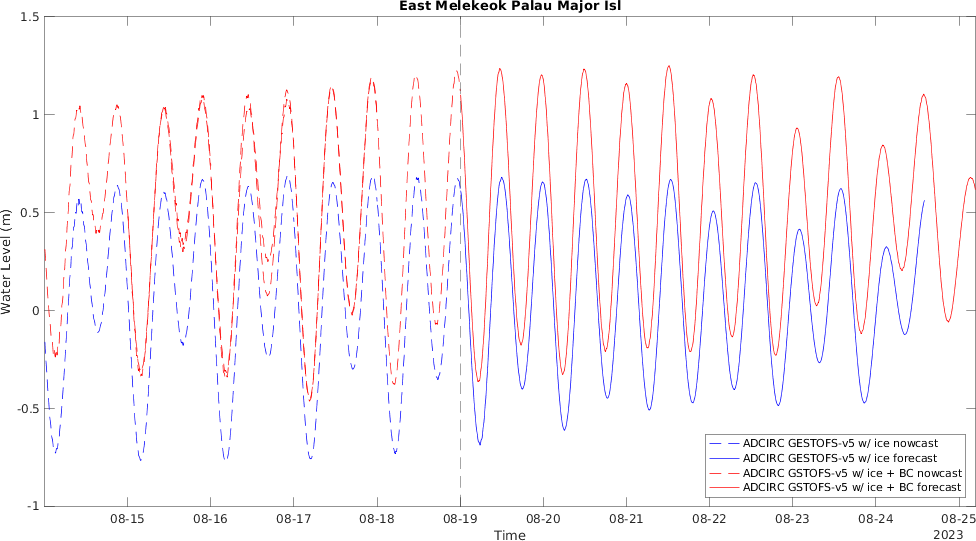 East Melekeok Palau Major Isl
1.5
1
0.5
0
-0.5
-1
Water Level (m)
08-15 08-16 08-17 08-18 08-19 08-20 08-21 08-22 08-23 08-24 08-25
Time
2023
ADCIRC GESTOFS-v5 w/ ice nowcast
ADCIRC GESTOFS-v5 w/ ice forecast
ADCIRC GSTOFS-v5 w/ ice + BC nowcast
ADCIRC GSTOFS-v5 w/ ice + BC forecast